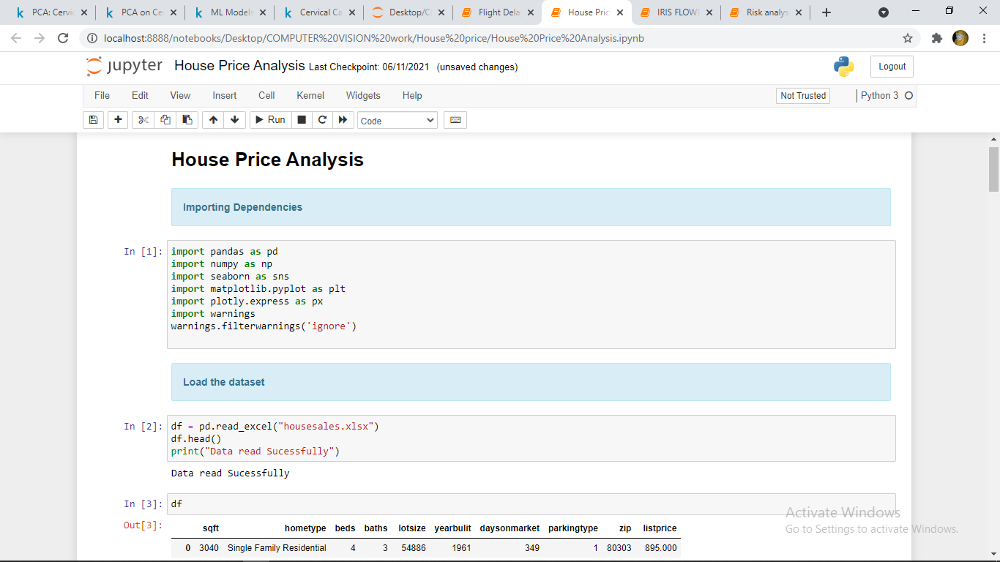 PCA: Cervi
PCA on Ce
ML Models
Cervical Ca
Desktop/C
Flight Dela
House Pric
IRIS FLOWE
Risk analys
localhost:8888/notebooks/Desktop/COMPUTER%20VISION%20work/House%20price/House%20Price%20Analysis.ipynb
jupyter House Price Analysis Last Checkpoint: 06/11/2021 (unsaved changes)
Logout
File Edit View Insert Cell Kernel Widgets Help
Not Trusted
Python 3
Run
Code
House Price Analysis
Importing Dependencies
In [1]: import pandas as pd
import numpy as np
import seaborn as sns
import matplotlib.pyplot as plt
import plotly.express as px
import warnings
warnings.filterwarnings('ignore')
Load the dataset
In [2]: df = pd.read_excel("housesales.xlsx")
df.head()
print("Data read Sucessfully")
Data read Sucessfully
In [3]: df
Out[3]:
sqft hometype beds baths lotsize yearbulit daysonmarket parkingtype zip listprice
0 3040 Single Family Residential 4 3 54886 1961 349 1 80303 895.000
Activate Windows
Go to Settings to activate Windows.